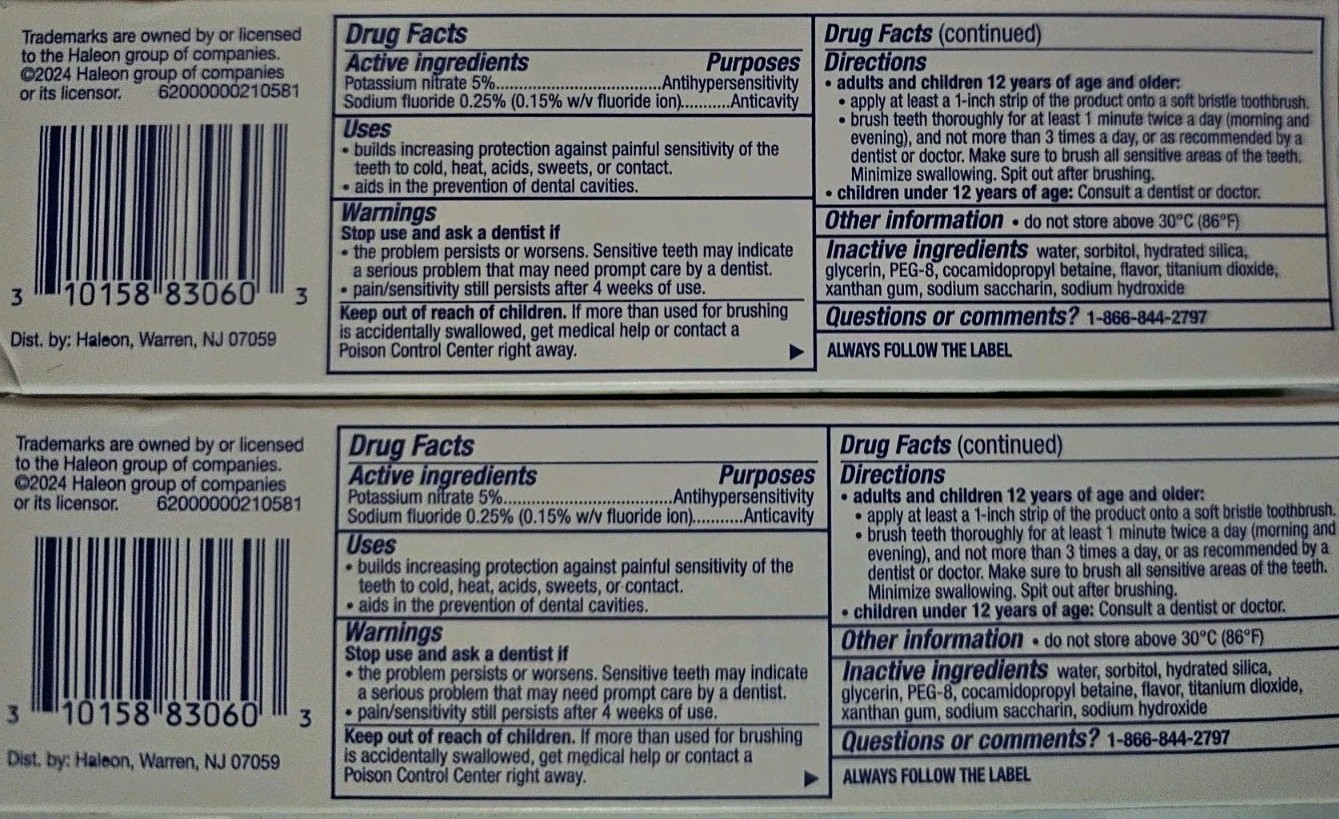 Trademarks are owned by or licensed
to the Haleon group of companies.
©2024 Haleon group of companies
or its licensor. 62000000210581
3 10158 83060 3
Dist. by: Haleon, Warren, NJ 07059
Drug Facts
Active ingredients Purposes
Potassium nitrate 5%....................................Antihypersensitivity
Sodium fluoride 0.25% (0.15% w/v fluoride ion)..........Anticavity
Uses
• builds increasing protection against painful sensitivity of the
teeth to cold, heat, acids, sweets, or contact.
• aids in the prevention of dental cavities.
Warnings
Stop use and ask a dentist if
• the problem persists or worsens. Sensitive teeth may indicate
a serious problem that may need prompt care by a dentist.
• pain/sensitivity still persists after 4 weeks of use.
Keep out of reach of children. If more than used for brushing
is accidentally swallowed, get medical help or contact a
Poison Control Center right away.
Drug Facts (continued)
Directions
• adults and children 12 years of age and older:
• apply at least a 1-inch strip of the product onto a soft bristle toothbrush.
• brush teeth thoroughly for at least 1 minute twice a day (morning and
evening), and not more than 3 times a day, or as recommended by a
dentist or doctor. Make sure to brush all sensitive areas of the teeth.
Minimize swallowing. Spit out after brushing.
• children under 12 years of age: Consult a dentist or doctor.
Other information • do not store above 30°C (86°F)
Inactive ingredients water, sorbitol, hydrated silica,
glycerin, PEG-8, cocamidopropyl betaine, flavor, titanium dioxide,
xanthan gum, sodium saccharin, sodium hydroxide
Questions or comments? 1-866-844-2797
ALWAYS FOLLOW THE LABEL
Trademarks are owned by or licensed
to the Haleon group of companies.
©2024 Haleon group of companies
or its licensor. 62000000210581
3 10158 83060 3
Dist. by: Haleon, Warren, NJ 07059
Drug Facts
Active ingredients Purposes
Potassium nitrate 5%....................................Antihypersensitivity
Sodium fluoride 0.25% (0.15% w/v fluoride ion)..........Anticavity
Uses
• builds increasing protection against painful sensitivity of the
teeth to cold, heat, acids, sweets, or contact.
• aids in the prevention of dental cavities.
Warnings
Stop use and ask a dentist if
• the problem persists or worsens. Sensitive teeth may indicate
a serious problem that may need prompt care by a dentist.
• pain/sensitivity still persists after 4 weeks of use.
Keep out of reach of children. If more than used for brushing
is accidentally swallowed, get medical help or contact a
Poison Control Center right away.
Drug Facts (continued)
Directions
• adults and children 12 years of age and older:
• apply at least a 1-inch strip of the product onto a soft bristle toothbrush.
• brush teeth thoroughly for at least 1 minute twice a day (morning and
evening), and not more than 3 times a day, or as recommended by a
dentist or doctor. Make sure to brush all sensitive areas of the teeth.
Minimize swallowing. Spit out after brushing.
• children under 12 years of age: Consult a dentist or doctor.
Other information • do not store above 30°C (86°F)
Inactive ingredients water, sorbitol, hydrated silica,
glycerin, PEG-8, cocamidopropyl betaine, flavor, titanium dioxide,
xanthan gum, sodium saccharin, sodium hydroxide
Questions or comments? 1-866-844-2797
ALWAYS FOLLOW THE LABEL